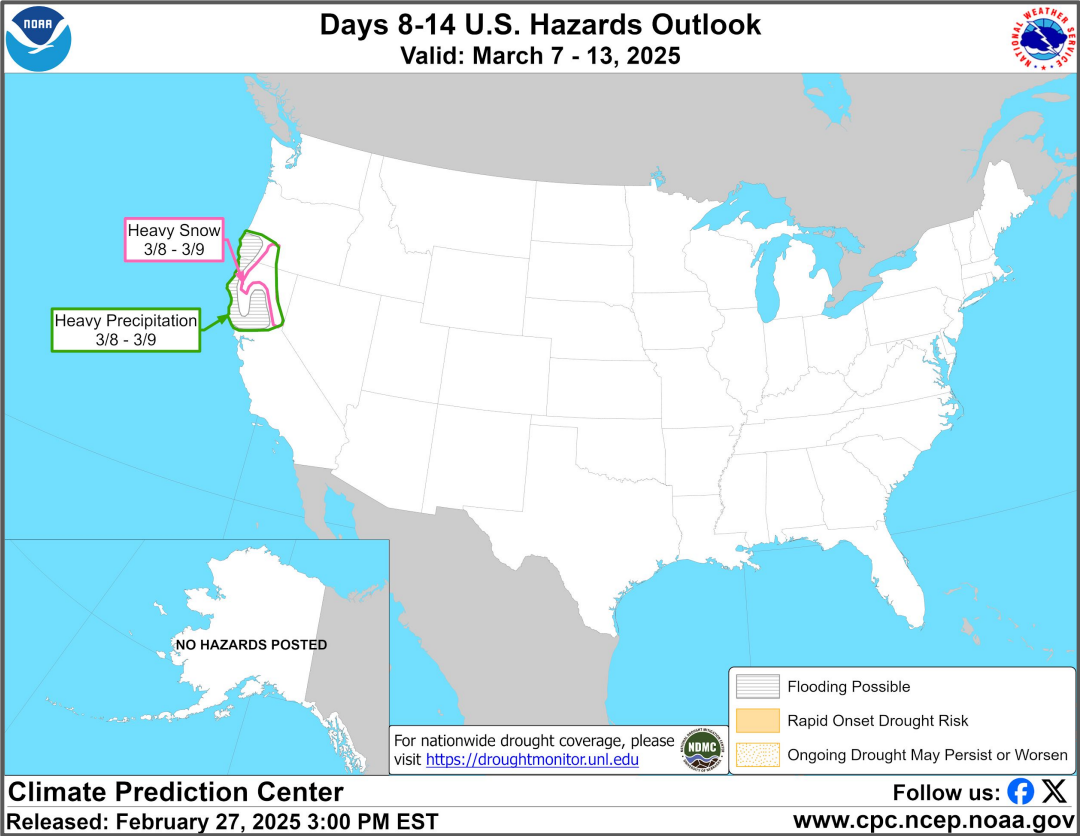 NOAA
Days 8-14 U.S. Hazards Outlook
Valid: March 7 - 13, 2025
NATIONAL WEATHER SERVICE
Heavy Snow
3/8 - 3/9
Heavy Precipitation
3/8 - 3/9
NO HAZARDS POSTED
For nationwide drought coverage, please
visit https://droughtmonitor.unl.edu
NDMC
Flooding Possible
Rapid Onset Drought Risk
Ongoing Drought May Persist or Worsen
Climate Prediction Center
Follow us:
Released: February 27, 2025 3:00 PM EST
www.cpc.ncep.noaa.gov